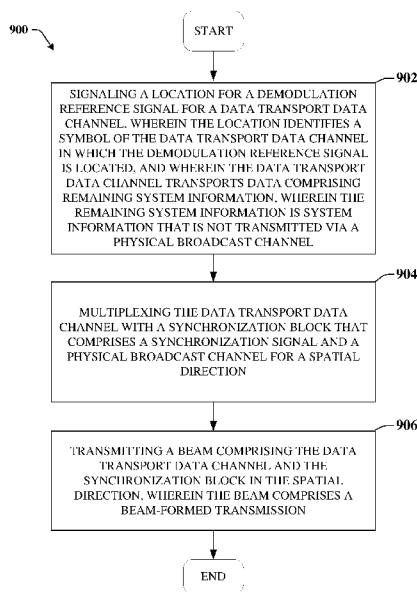 900
START
902
SIGNALING A LOCATION FOR A DEMODULATION
REFERENCE SIGNAL FOR A DATA TRANSPORT DATA
CHANNEL, WHEREIN THE LOCATION IDENTIFIES A
SYMBOL OF THE DATA TRANSPORT DATA CHANNEL
IN WHICH THE DEMODULATION REFERENCE SIGNAL
IS LOCATED, AND WHEREIN THE DATA TRANSPORT
DATA CHANNEL TRANSPORTS DATA COMPRISING
REMAINING SYSTEM INFORMATION, WHEREIN THE
REMAINING SYSTEM INFORMATION IS SYSTEM
INFORMATION THAT IS NOT TRANSMITTED VIA A
PHYSICAL BROADCAST CHANNEL
904
MULTIPLEXING THE DATA TRANSPORT DATA
CHANNEL WITH A SYNCHRONIZATION BLOCK THAT
COMPRISES A SYNCHRONIZATION SIGNAL AND A
PHYSICAL BROADCAST CHANNEL FOR A SPATIAL
DIRECTION
906
TRANSMITTING A BEAM COMPRISING THE DATA
TRANSPORT DATA CHANNEL AND THE
SYNCHRONIZATION BLOCK IN THE SPATIAL
DIRECTION, WHEREIN THE BEAM COMPRISES A
BEAM-FORMED TRANSMISSION
END